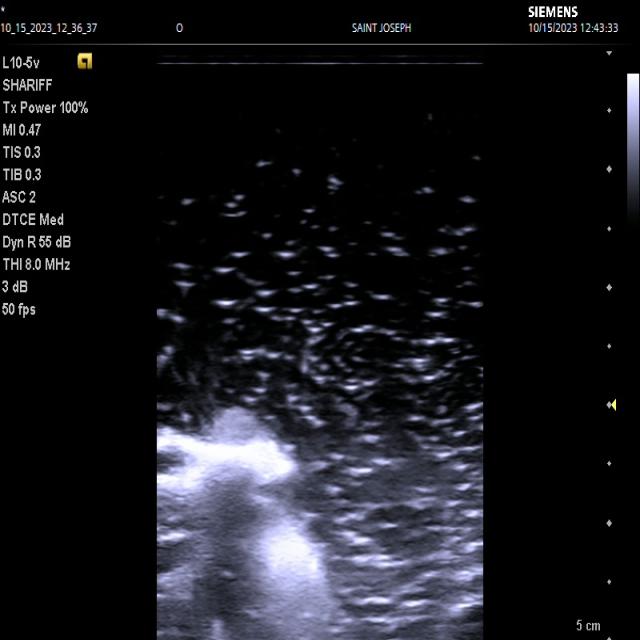 *
SIEMENS
10_15_2023_12_36_37 O SAINT JOSEPH 10/15/2023 12:43:33
L10-5v
SHARIFF
Tx Power 100%
MI 0.47
TIS 0.3
TIB 0.3
ASC 2
DTCE Med
Dyn R 55 dB
THI 8.0 MHz
3 dB
50 fps
5 cm